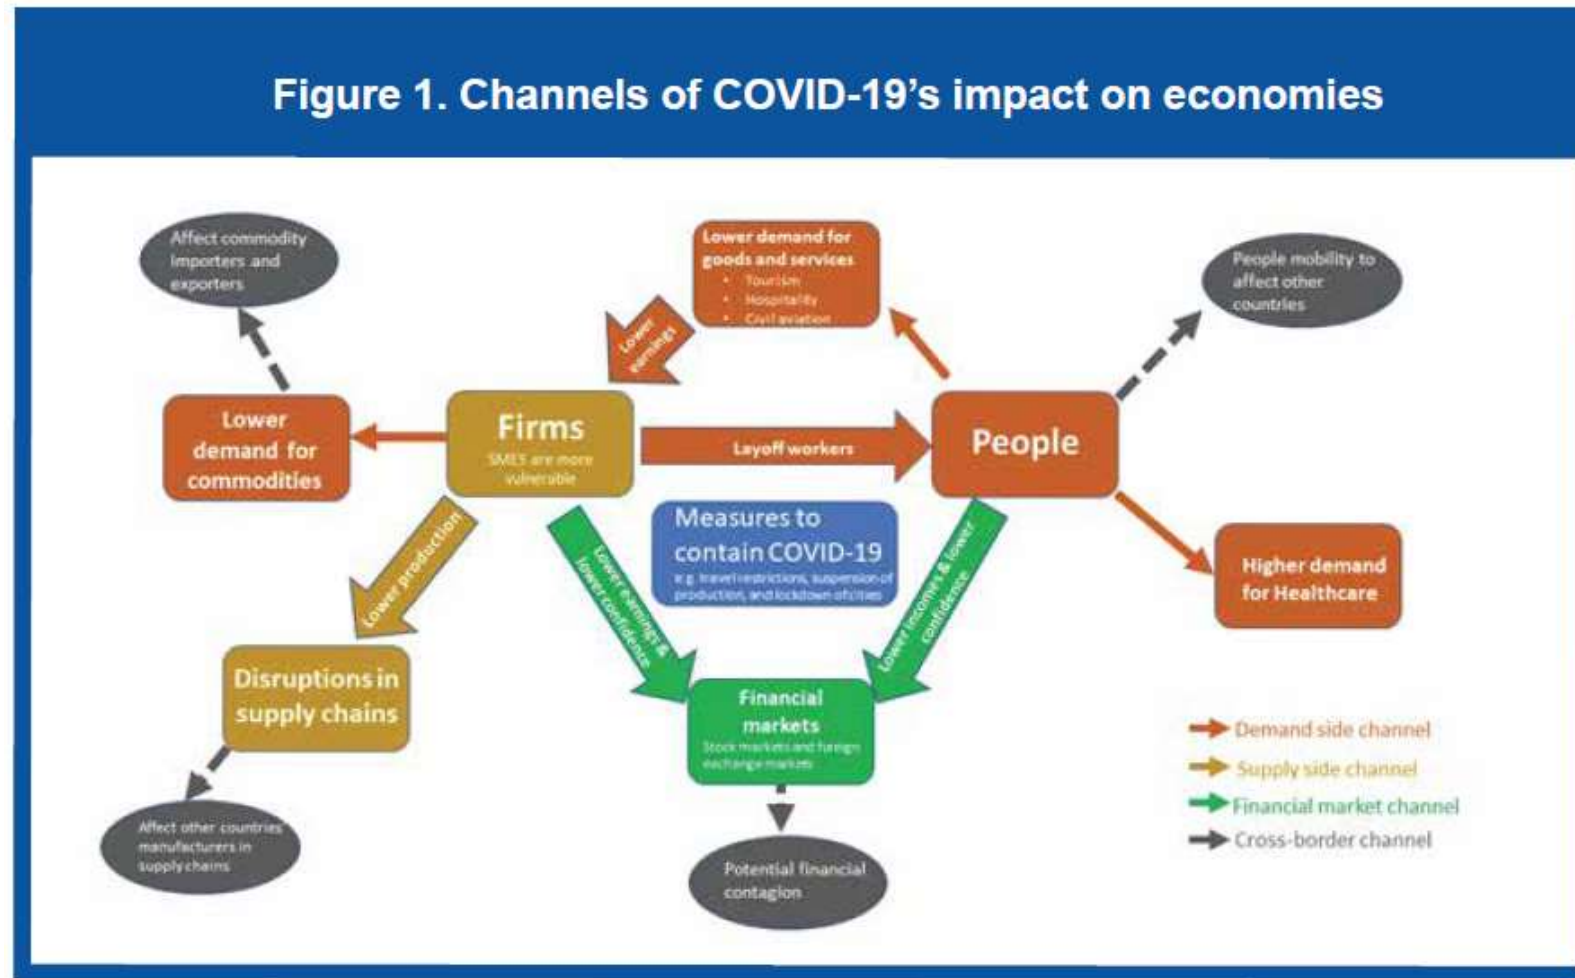 Figure 1. Channels of COVID-19's impact on economies
Affect commodity
importers and
exporters
Lower demand for
goods and services
• Tourism
• Hospitality
• Civil aviation
People mobility to
affect other
countries
Lower
earnings
Lower
demand for
commodities
Firms
SMES are more
vulnerable
Layoff workers
People
Measures to
contain COVID-19
e.g. travel restrictions, suspension of
production, and lockdown of cities
Lower production
Lower earnings &
lower confidence
Lower incomes & lower
confidence
Higher demand
for Healthcare
Disruptions in
supply chains
Financial
markets
Stock markets and foreign
exchange markets
Demand side channel
Supply side channel
Financial market channel
Cross-border channel
Affect other countries'
manufacturers in
supply chains
Potential financial
contagion